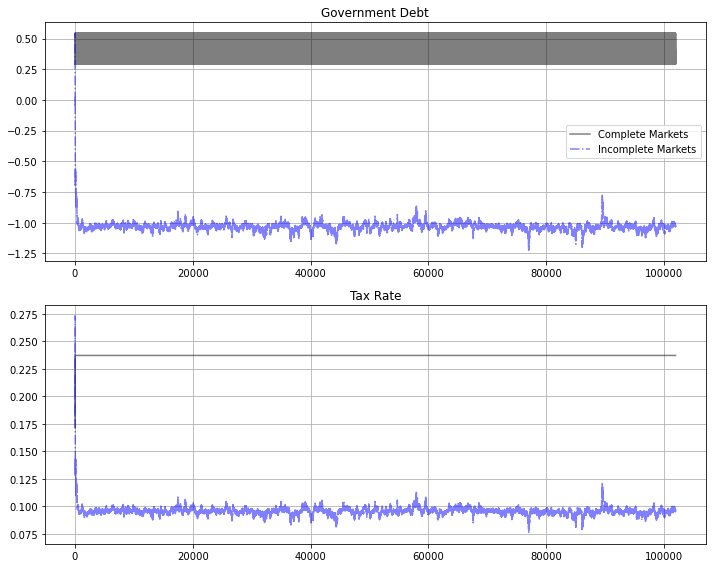 Government Debt
0.50
0.25
0.00
−0.25
−0.50
−0.75
−1.00
−1.25
Complete Markets
Incomplete Markets
0 20000 40000 60000 80000 100000
Tax Rate
0.275
0.250
0.225
0.200
0.175
0.150
0.125
0.100
0.075
0 20000 40000 60000 80000 100000